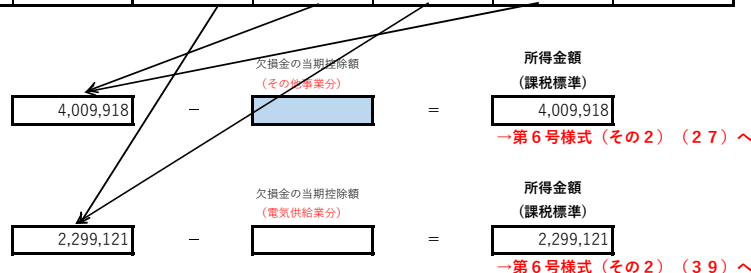 欠損金の当期控除額 所得金額
(その他事業分) (課税標準)
4,009,918 − = 4,009,918
→第6号様式（その2）（27）へ
欠損金の当期控除額 所得金額
(電気供給業分) (課税標準)
2,299,121 − = 2,299,121
→第6号様式（その2）（39）へ